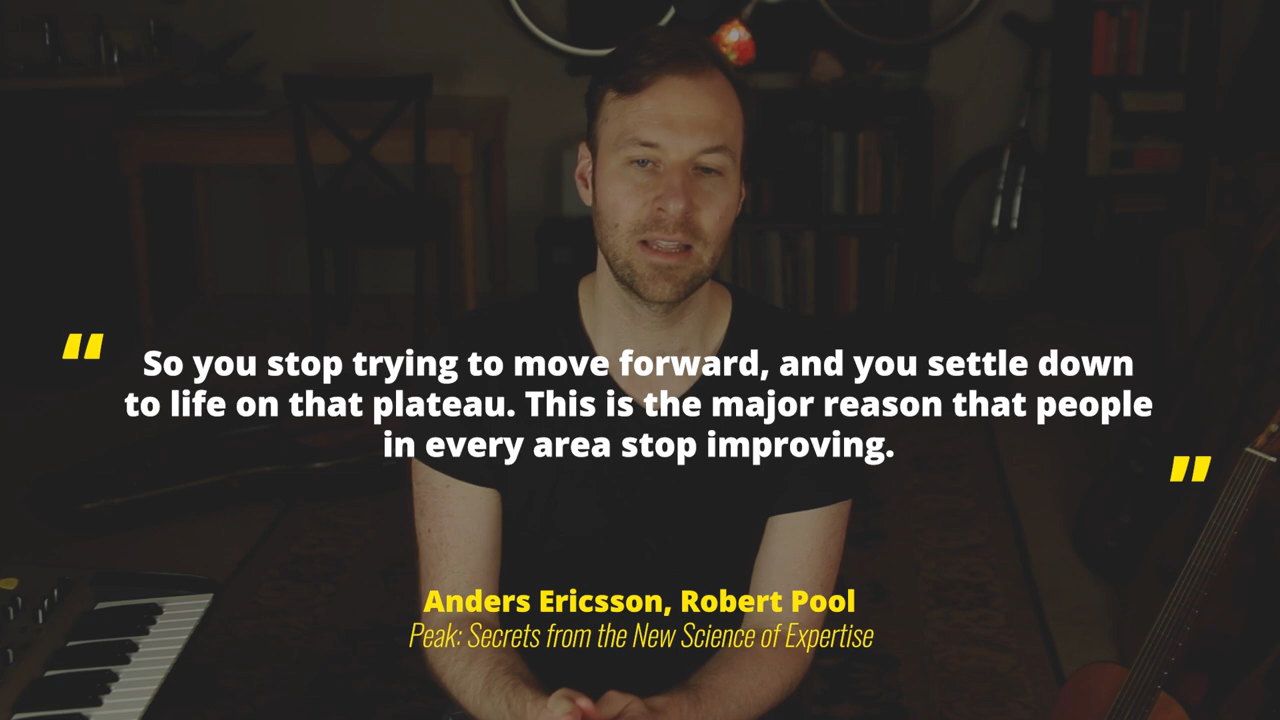 “ So you stop trying to move forward, and you settle down
to life on that plateau. This is the major reason that people
in every area stop improving. ”
Anders Ericsson, Robert Pool
Peak: Secrets from the New Science of Expertise